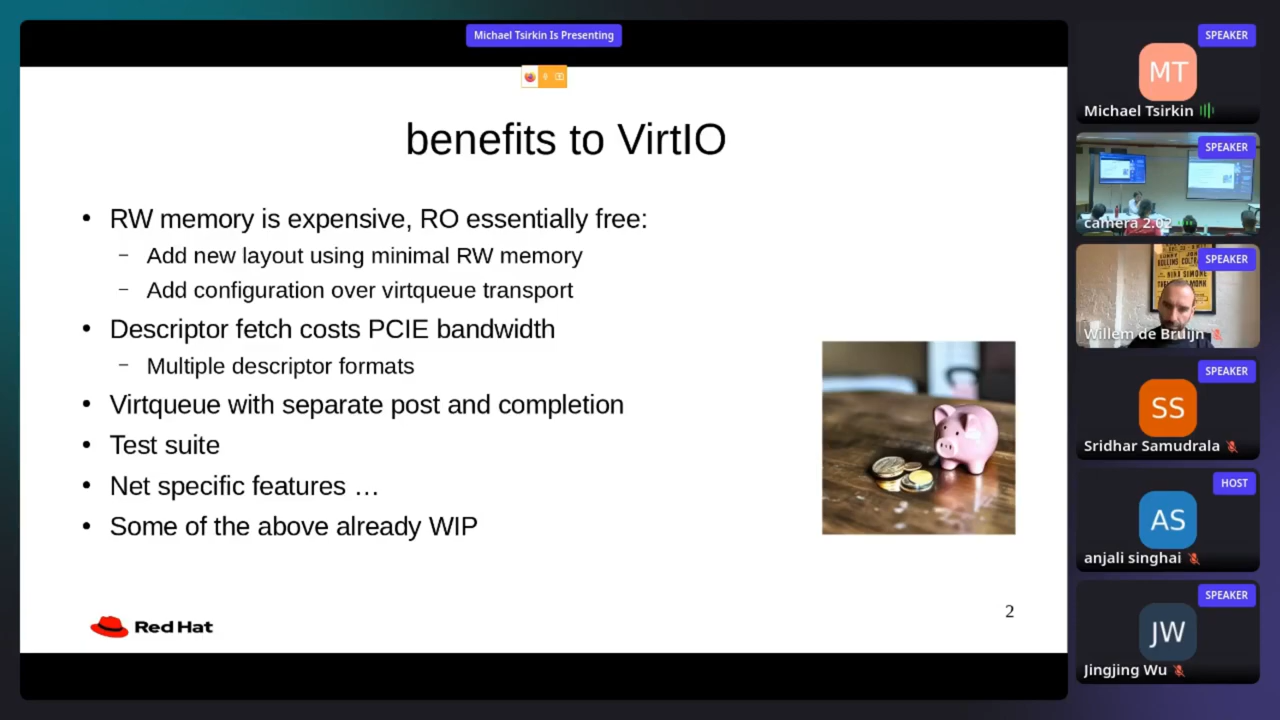 Michael Tsirkin Is Presenting
benefits to VirtIO
• RW memory is expensive, RO essentially free:
– Add new layout using minimal RW memory
– Add configuration over virtqueue transport
• Descriptor fetch costs PCIE bandwidth
– Multiple descriptor formats
• Virtqueue with separate post and completion
• Test suite
• Net specific features …
• Some of the above already WIP
Red Hat
2
SPEAKER
MT
Michael Tsirkin
SPEAKER
camera 2.02
SPEAKER
Willem de Bruijn
SPEAKER
SS
Sridhar Samudrala
HOST
AS
anjali singhai
SPEAKER
JW
Jingjing Wu